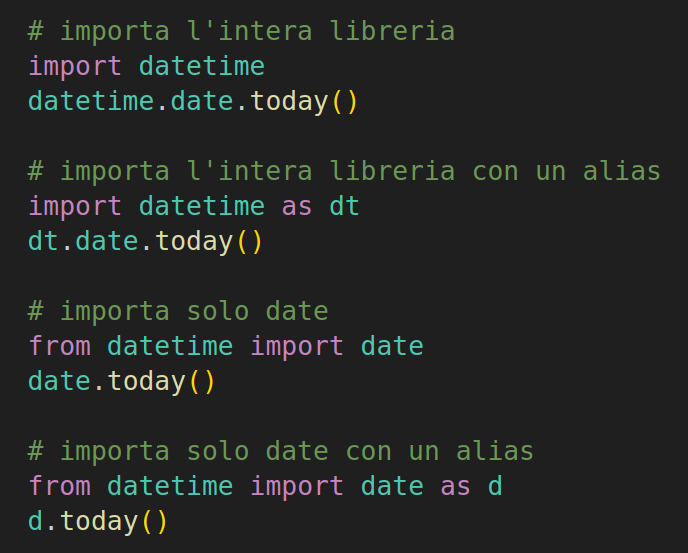 # importa l'intera libreria
import datetime
datetime.date.today()
# importa l'intera libreria con un alias
import datetime as dt
dt.date.today()
# importa solo date
from datetime import date
date.today()
# importa solo date con un alias
from datetime import date as d
d.today()